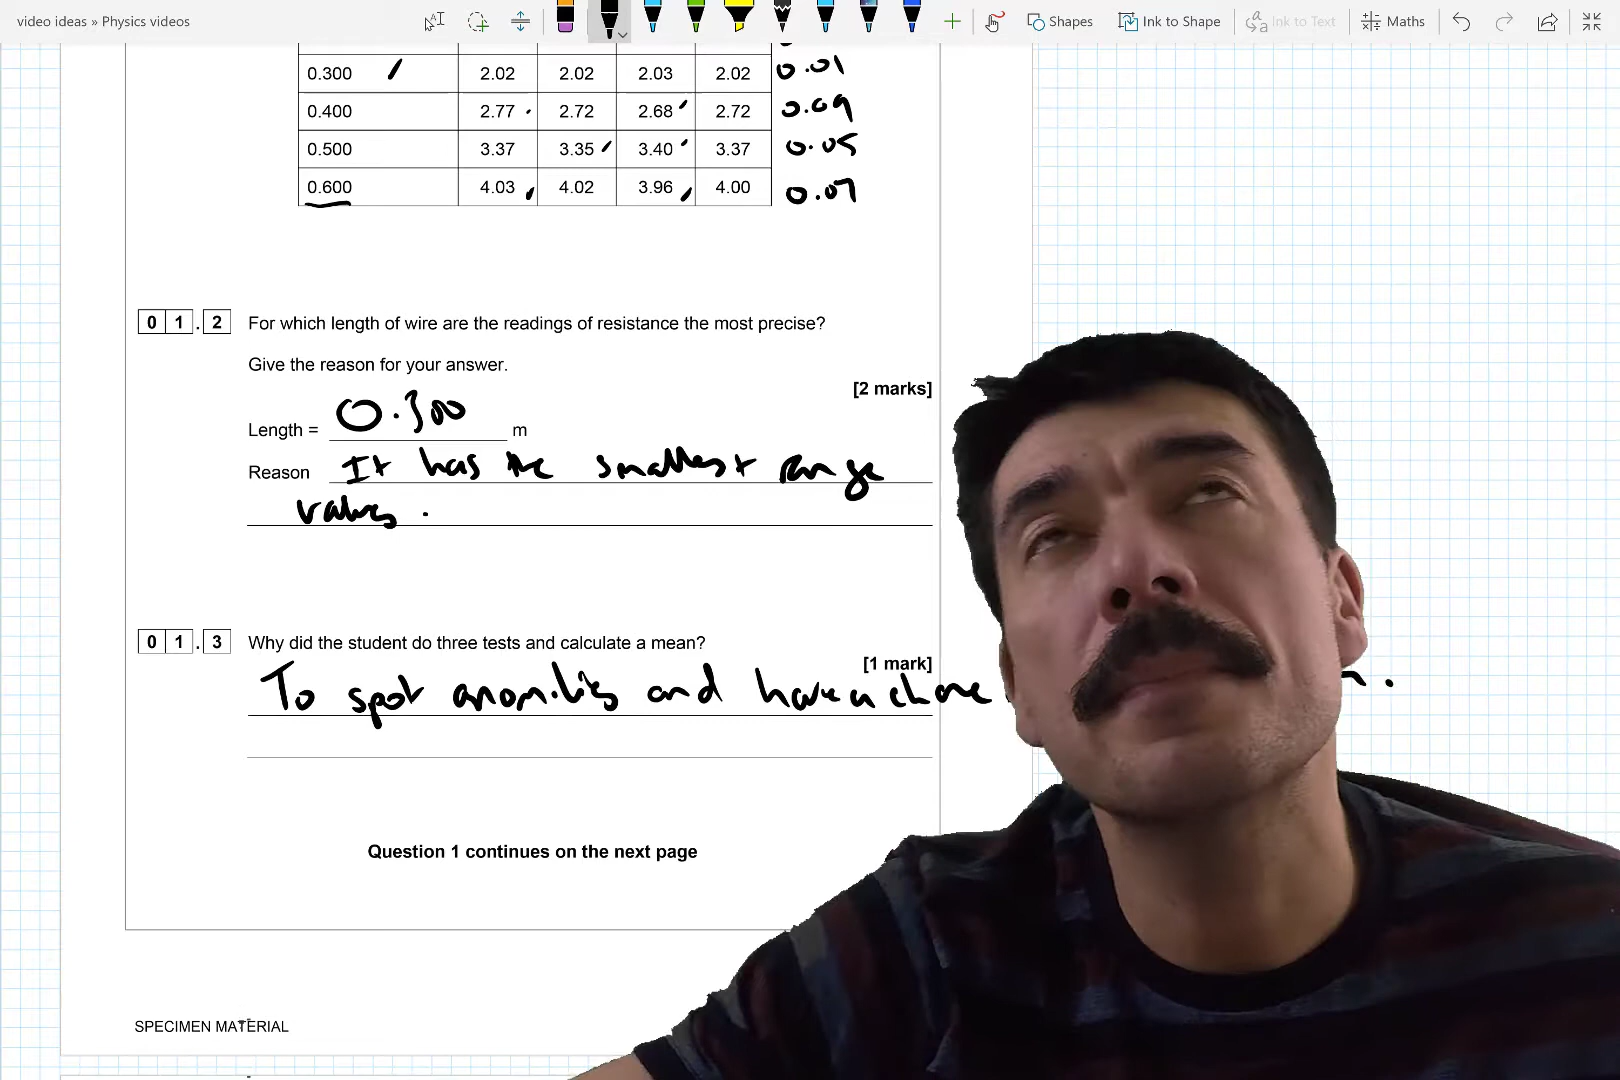 video ideas » Physics videos
Shapes Ink to Shape Ink to Text Maths
0.300 2.02 2.02 2.03 2.02 0.01
0.400 2.77 2.72 2.68 2.72 0.09
0.500 3.37 3.35 3.40 3.37 0.05
0.600 4.03 4.02 3.96 4.00 0.07
0 1 . 2 For which length of wire are the readings of resistance the most precise?
Give the reason for your answer.
[2 marks]
Length = 0.300 m
Reason It has the smallest range
values .
0 1 . 3 Why did the student do three tests and calculate a mean?
[1 mark]
To spot and have a
Question 1 continues on the next page
SPECIMEN MATERIAL